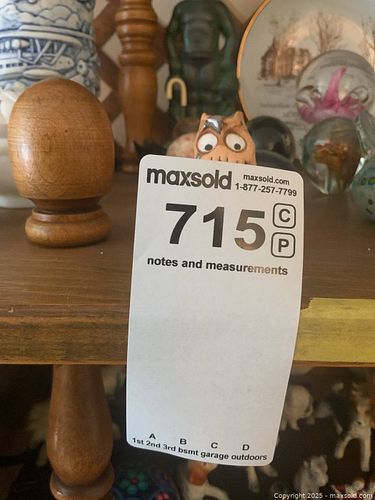 maxsold maxsold.com
1-877-257-7799
715 C
P
notes and measurements
A B C D
1st 2nd 3rd bsmt garage outdoors
Copyright 2025 - maxsold.com